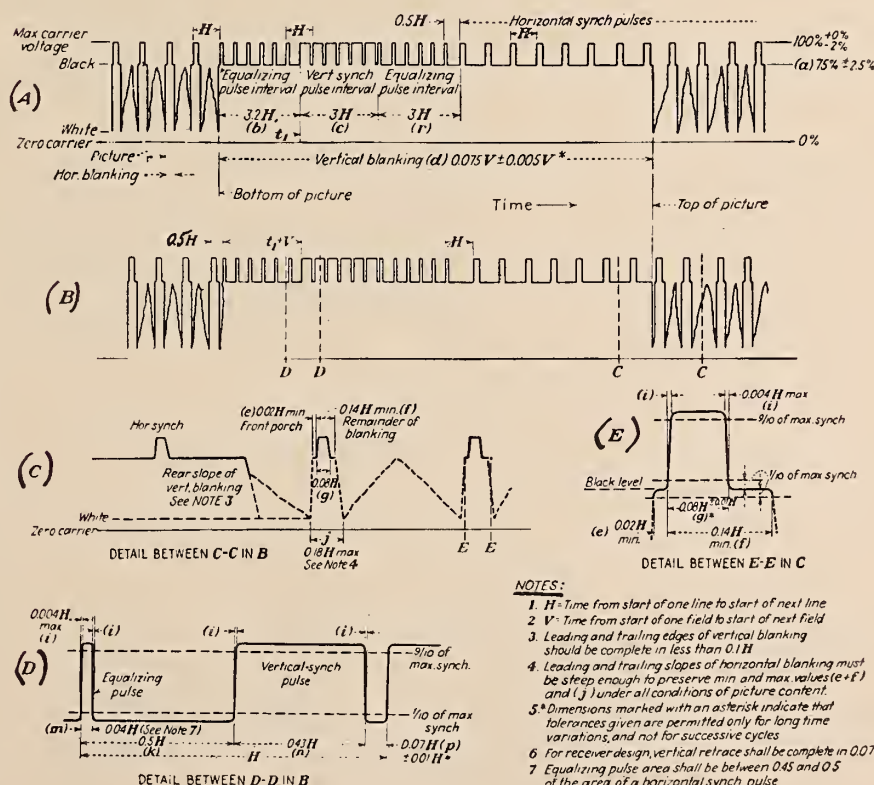 Max carrier voltage
Black
White
Zero carrier
(A)
H
H
0.5H
Horizontal synch pulses
H
100% +0% -2%
(a) 75% ±2.5%
0%
Equalizing pulse interval
Vert synch pulse interval
Equalizing pulse interval
3.2H (b)
3H (c)
3H (r)
t₁
Picture
Hor. blanking
Vertical blanking (d) 0.075V ± 0.005V *
Bottom of picture
Time
Top of picture
(B)
0.5H
t₁+V
H
D
D
C
C
(C)
Hor synch
(e) 0.02H min
Front porch
0.14H min. (f)
Remainder of blanking
0.08H (g)
Rear slope of vert. blanking
See NOTE 3
White
Zero carrier
j
0.18H max
See Note 4
E
E
DETAIL BETWEEN C-C IN B
(E)
(i)
0.004H max (i)
9/10 of max. synch
1/10 of max synch
Black level
0.08H ±0.01H (g)*
(e) 0.02H min.
0.14H min. (f)
DETAIL BETWEEN E-E IN C
(D)
0.004H max (i)
(i)
(i)
(i)
9/10 of max. synch.
Equalizing pulse
Vertical-synch pulse
1/10 of max synch
(m)
0.04H (See Note 7)
0.5H (k)
0.43H (n)
0.07H (p) ±0.01H*
H
DETAIL BETWEEN D-D IN B
NOTES:
1. H = Time from start of one line to start of next line
2 V = Time from start of one field to start of next field
3. Leading and trailing edges of vertical blanking
should be complete in less than 0.1H
4. Leading and trailing slopes of horizontal blanking must
be steep enough to preserve min and max. values (e+f)
and (j) under all conditions of picture content.
5.* Dimensions marked with an asterisk indicate that
tolerances given are permitted only for long time
variations, and not for successive cycles
6 For receiver design, vertical retrace shall be complete in 0.07
7 Equalizing pulse area shall be between 0.45 and 0.5
of the area of a horizontal synch pulse